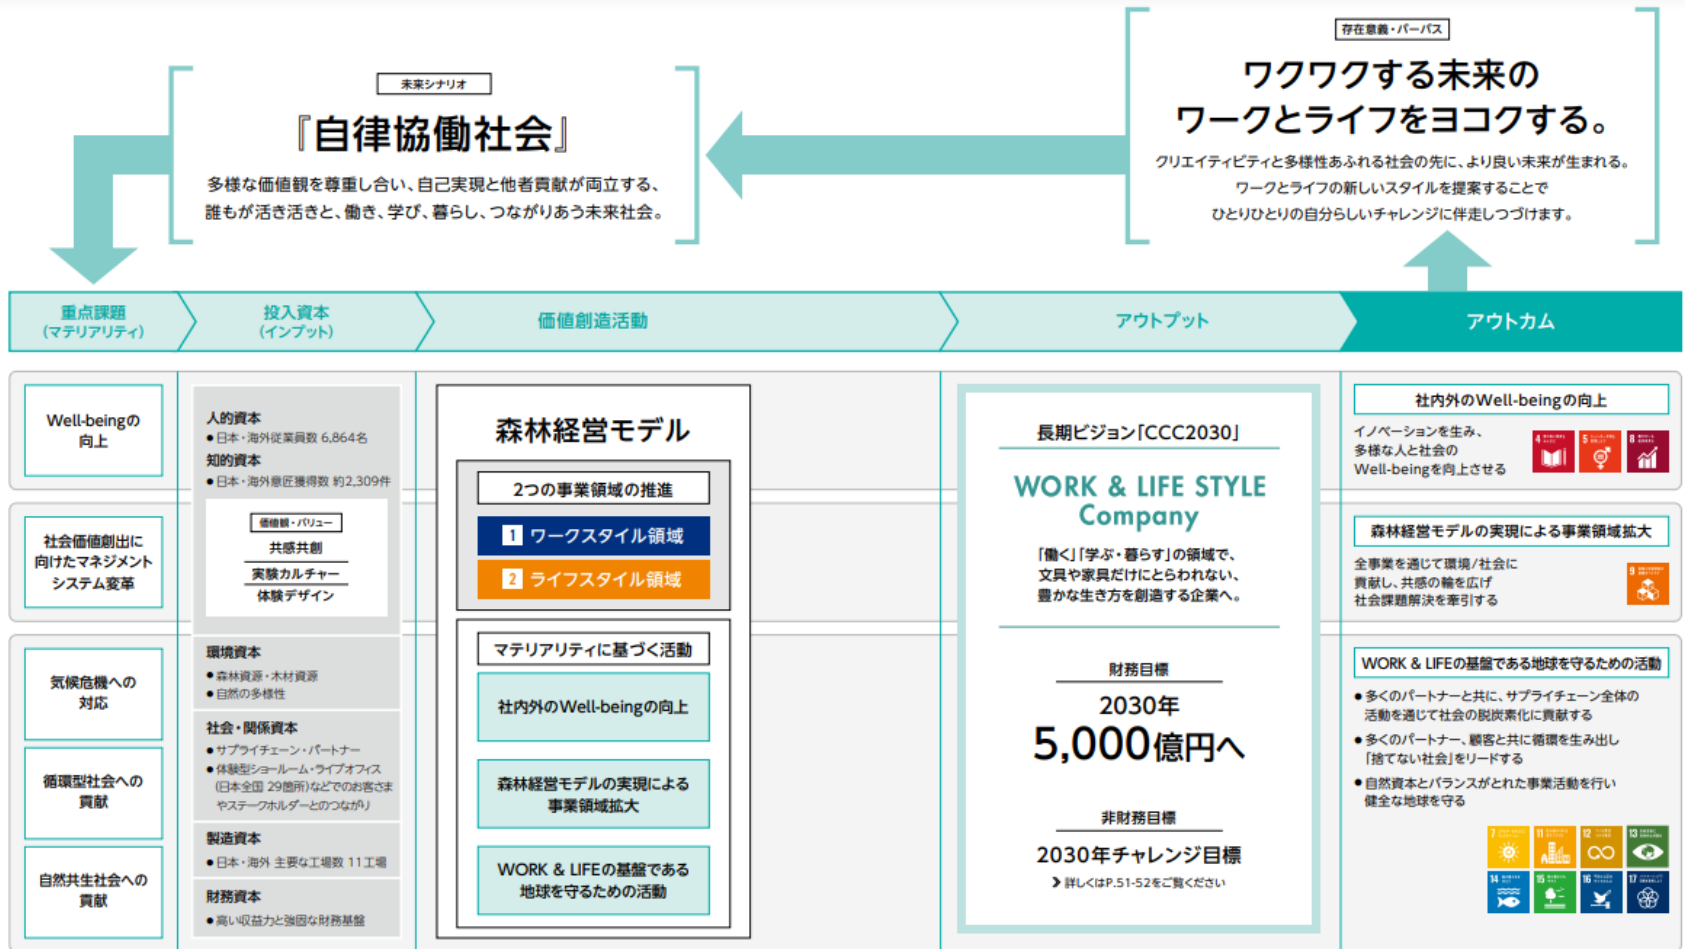 存在意義・パーパス
ワクワクする未来の
ワークとライフをヨコクする。
クリエイティビティと多様性あふれる社会の先に、より良い未来が生まれる。
ワークとライフの新しいスタイルを提案することで
ひとりひとりの自分らしいチャレンジに伴走しつづけます。
未来シナリオ
『自律協働社会』
多様な価値観を尊重し合い、自己実現と他者貢献が両立する、
誰もが活き活きと、働き、学び、暮らし、つながりあう未来社会。
重点課題
(マテリアリティ)
投入資本
(インプット)
価値創造活動
アウトプット
アウトカム
Well-beingの
向上
社会価値創出に
向けたマネジメント
システム変革
気候危機への
対応
循環型社会への
貢献
自然共生社会への
貢献
人的資本
●日本・海外従業員数 6,864名
知的資本
●日本・海外意匠獲得数 約2,309件
価値観・バリュー
共感共創
実験カルチャー
体験デザイン
環境資本
●森林資源・木材資源
●自然の多様性
社会・関係資本
●サプライチェーン・パートナー
●体験型ショールーム・ライブオフィス
(日本全国 29箇所)などでのお客さま
やステークホルダーとのつながり
製造資本
●日本・海外 主要な工場数 11工場
財務資本
●高い収益力と強固な財務基盤
森林経営モデル
2つの事業領域の推進
1 ワークスタイル領域
2 ライフスタイル領域
マテリアリティに基づく活動
社内外のWell-beingの向上
森林経営モデルの実現による
事業領域拡大
WORK & LIFEの基盤である
地球を守るための活動
長期ビジョン「CCC2030」
WORK & LIFE STYLE
Company
「働く」「学ぶ・暮らす」の領域で、
文具や家具だけにとらわれない、
豊かな生き方を創造する企業へ。
財務目標
2030年
5,000億円へ
非財務目標
2030年チャレンジ目標
❯ 詳しくはP.51-52をご覧ください
社内外のWell-beingの向上
イノベーションを生み、
多様な人と社会の
Well-beingを向上させる
4
5
8
森林経営モデルの実現による事業領域拡大
全事業を通じて環境/社会に
貢献し、共感の輪を広げ
社会課題解決を牽引する
9
WORK & LIFEの基盤である地球を守るための活動
●多くのパートナーと共に、サプライチェーン全体の
活動を通じて社会の脱炭素化に貢献する
●多くのパートナー、顧客と共に循環を生み出し
「捨てない社会」をリードする
●自然資本とバランスがとれた事業活動を行い
健全な地球を守る
7
11
12
13
14
15
16
17